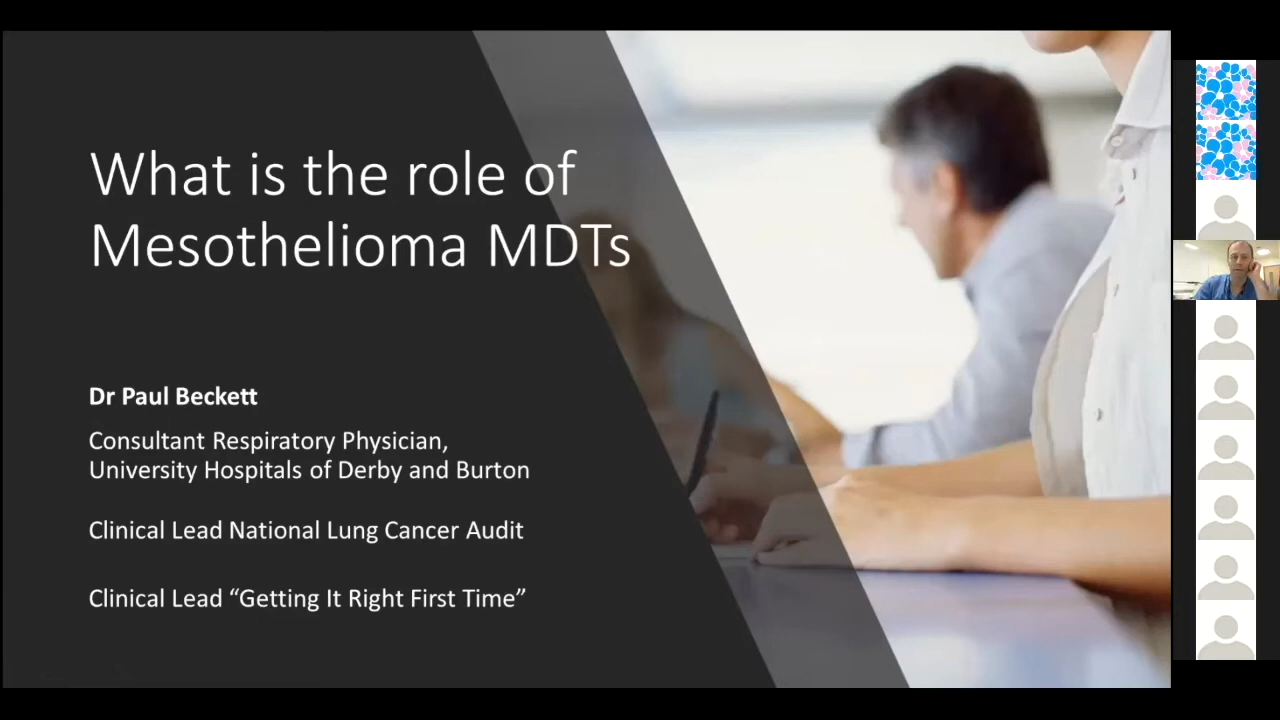 What is the role of
Mesothelioma MDTs
Dr Paul Beckett
Consultant Respiratory Physician,
University Hospitals of Derby and Burton
Clinical Lead National Lung Cancer Audit
Clinical Lead “Getting It Right First Time”